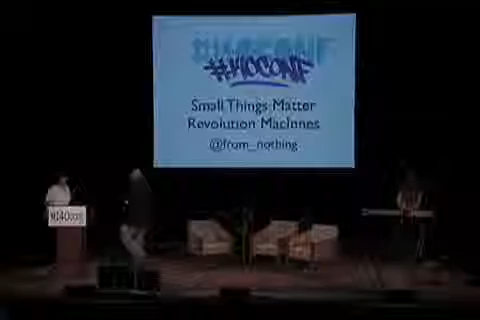 #140CONF
Small Things Matter
Revolution MacInnes
@from_nothing